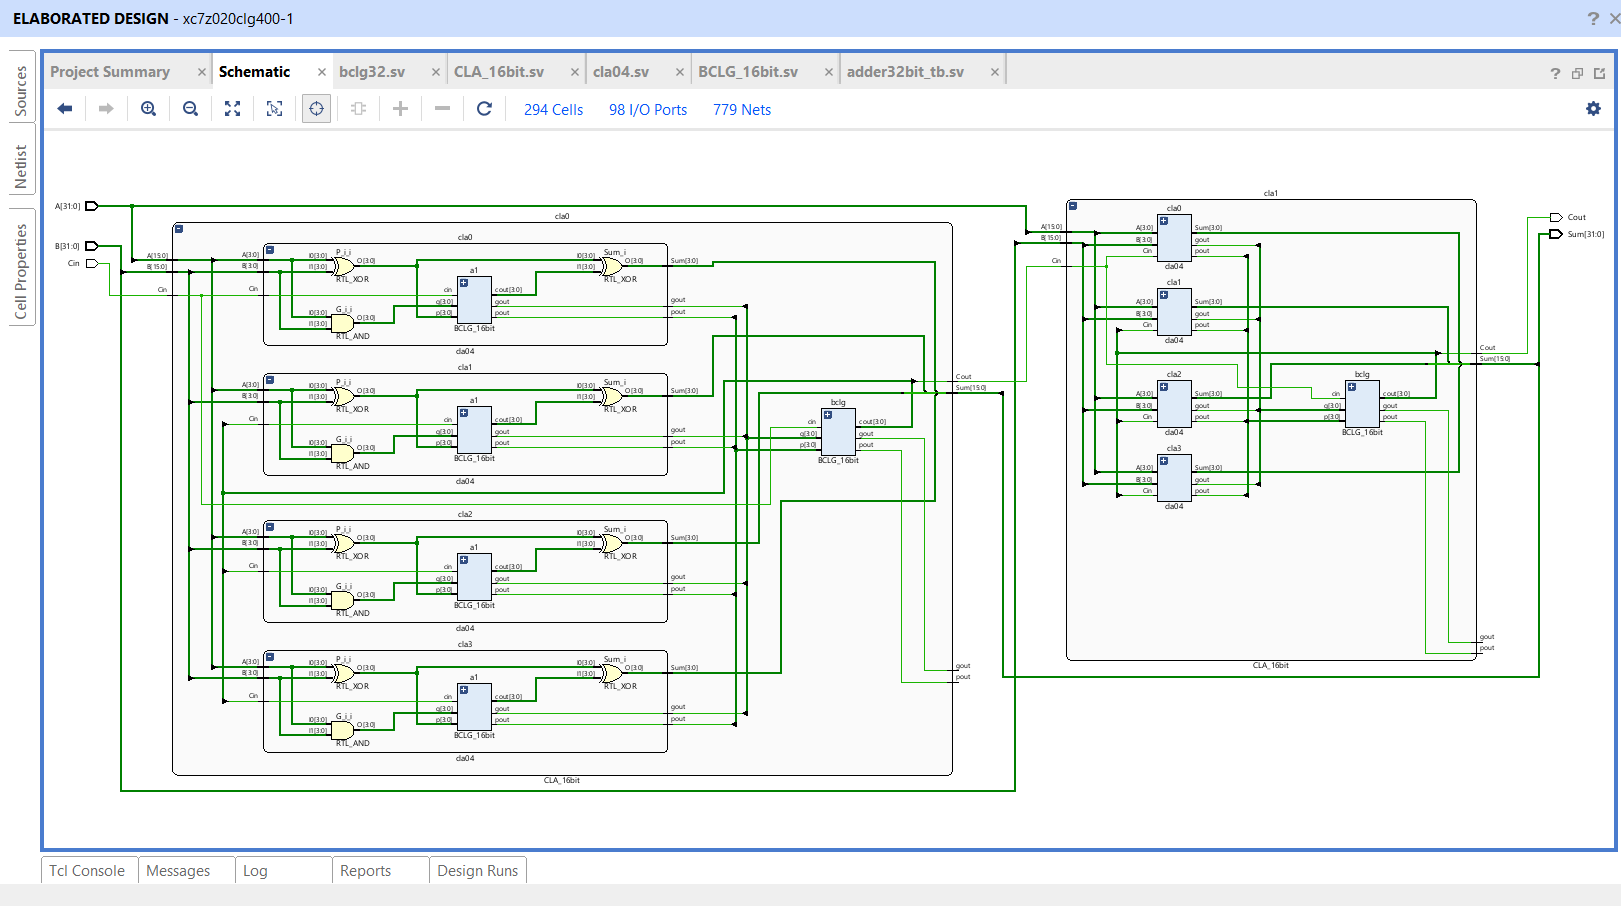 ELABORATED DESIGN - xc7z020clg400-1
Sources
Netlist
Cell Properties
Project Summary
Schematic
bclg32.sv
CLA_16bit.sv
cla04.sv
BCLG_16bit.sv
adder32bit_tb.sv
294 Cells 98 I/O Ports 779 Nets
A[31:0]
B[31:0]
Cin
cla0
A[15:0]
B[15:0]
Cin
cla0
A[3:0]
B[3:0]
Cin
P_i_i
I0[3:0]
I1[3:0]
O[3:0]
RTL_XOR
G_i_i
I0[3:0]
I1[3:0]
O[3:0]
RTL_AND
a1
cin
g[3:0]
p[3:0]
cout[3:0]
gout
pout
BCLG_16bit
Sum_i
I0[3:0]
I1[3:0]
O[3:0]
RTL_XOR
Sum[3:0]
gout
pout
cla04
cla1
A[3:0]
B[3:0]
Cin
P_i_i
I0[3:0]
I1[3:0]
O[3:0]
RTL_XOR
G_i_i
I0[3:0]
I1[3:0]
O[3:0]
RTL_AND
a1
cin
g[3:0]
p[3:0]
cout[3:0]
gout
pout
BCLG_16bit
Sum_i
I0[3:0]
I1[3:0]
O[3:0]
RTL_XOR
Sum[3:0]
gout
pout
cla04
cla2
A[3:0]
B[3:0]
Cin
P_i_i
I0[3:0]
I1[3:0]
O[3:0]
RTL_XOR
G_i_i
I0[3:0]
I1[3:0]
O[3:0]
RTL_AND
a1
cin
g[3:0]
p[3:0]
cout[3:0]
gout
pout
BCLG_16bit
Sum_i
I0[3:0]
I1[3:0]
O[3:0]
RTL_XOR
Sum[3:0]
gout
pout
cla04
cla3
A[3:0]
B[3:0]
Cin
P_i_i
I0[3:0]
I1[3:0]
O[3:0]
RTL_XOR
G_i_i
I0[3:0]
I1[3:0]
O[3:0]
RTL_AND
a1
cin
g[3:0]
p[3:0]
cout[3:0]
gout
pout
BCLG_16bit
Sum_i
I0[3:0]
I1[3:0]
O[3:0]
RTL_XOR
Sum[3:0]
gout
pout
cla04
bclg
cin
g[3:0]
p[3:0]
cout[3:0]
gout
pout
BCLG_16bit
Cout
Sum[15:0]
gout
pout
CLA_16bit
cla1
A[15:0]
B[15:0]
Cin
cla0
A[3:0]
B[3:0]
Cin
Sum[3:0]
gout
pout
cla04
cla1
A[3:0]
B[3:0]
Cin
Sum[3:0]
gout
pout
cla04
cla2
A[3:0]
B[3:0]
Cin
Sum[3:0]
gout
pout
cla04
cla3
A[3:0]
B[3:0]
Cin
Sum[3:0]
gout
pout
cla04
bclg
cin
g[3:0]
p[3:0]
cout[3:0]
gout
pout
BCLG_16bit
Cout
Sum[15:0]
gout
pout
CLA_16bit
Cout
Sum[31:0]
Tcl Console
Messages
Log
Reports
Design Runs